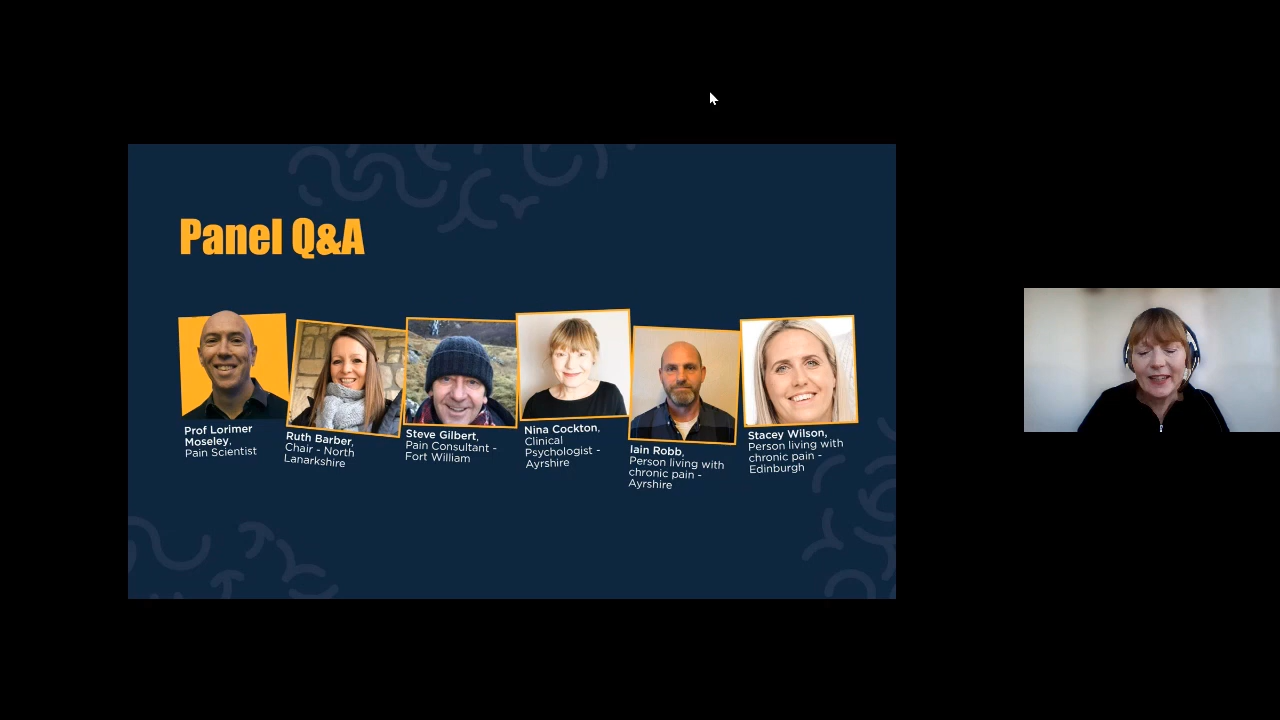 Panel Q&A
Prof Lorimer
Moseley,
Pain Scientist
Ruth Barber,
Chair - North
Lanarkshire
Steve Gilbert,
Pain Consultant -
Fort William
Nina Cockton,
Clinical
Psychologist -
Ayrshire
Iain Robb,
Person living with
chronic pain -
Ayrshire
Stacey Wilson,
Person living with
chronic pain -
Edinburgh